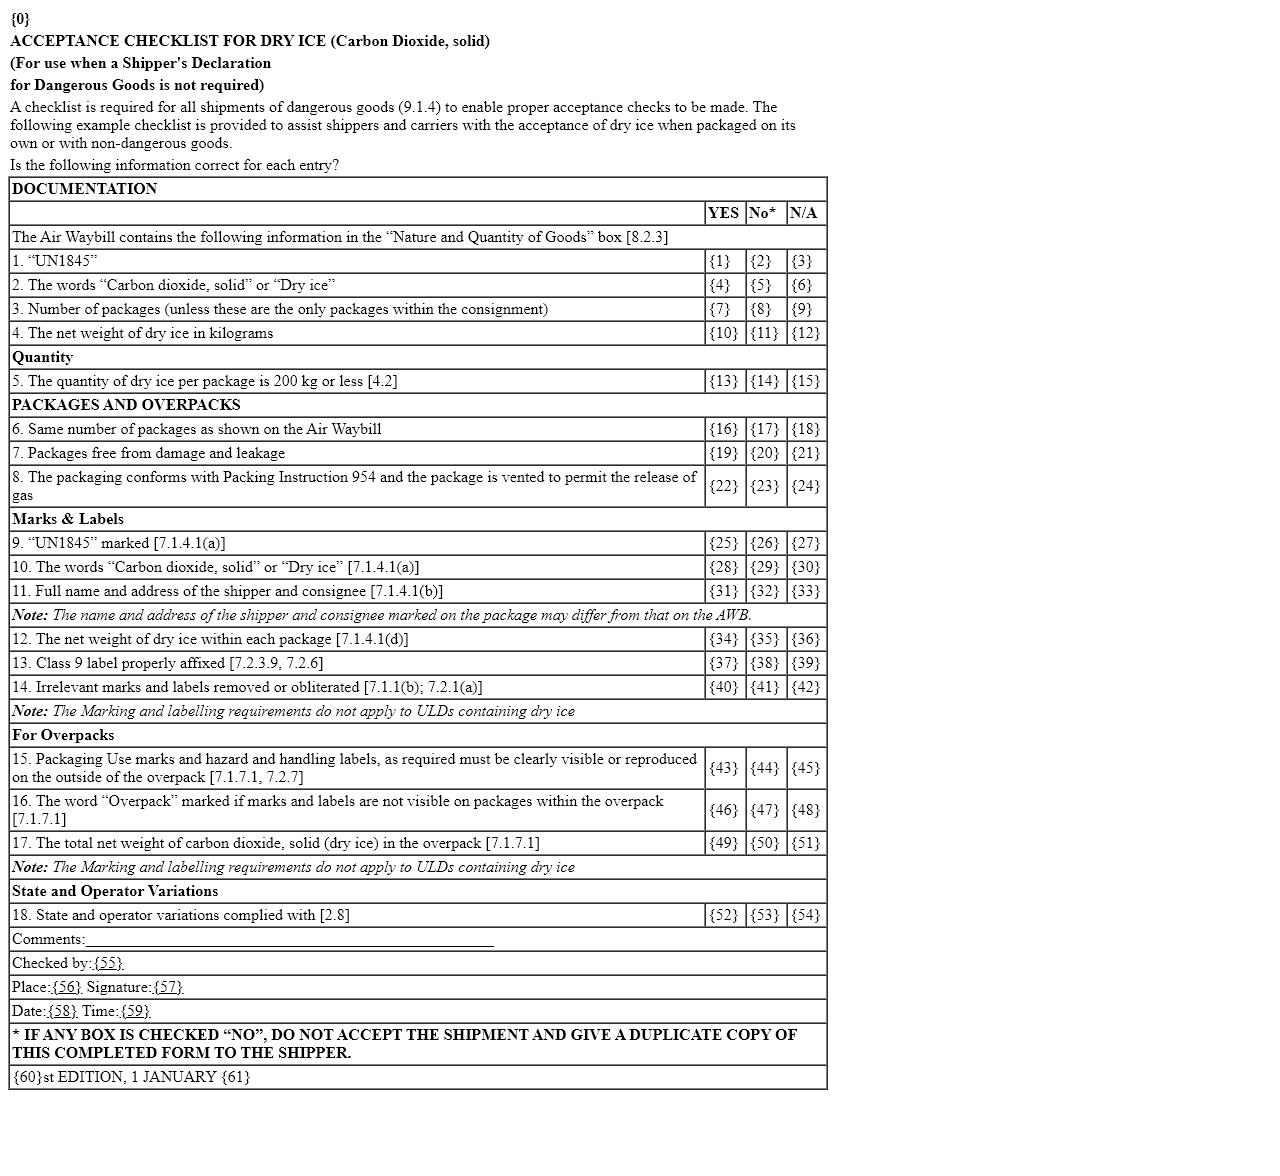 {0}
ACCEPTANCE CHECKLIST FOR DRY ICE (Carbon Dioxide, solid)
(For use when a Shipper's Declaration
for Dangerous Goods is not required)
A checklist is required for all shipments of dangerous goods (9.1.4) to enable proper acceptance checks to be made. The
following example checklist is provided to assist shippers and carriers with the acceptance of dry ice when packaged on its
own or with non-dangerous goods.
Is the following information correct for each entry?
DOCUMENTATION
YES No* N/A
The Air Waybill contains the following information in the “Nature and Quantity of Goods” box [8.2.3]
1. “UN1845” {1} {2} {3}
2. The words “Carbon dioxide, solid” or “Dry ice” {4} {5} {6}
3. Number of packages (unless these are the only packages within the consignment) {7} {8} {9}
4. The net weight of dry ice in kilograms {10} {11} {12}
Quantity
5. The quantity of dry ice per package is 200 kg or less [4.2] {13} {14} {15}
PACKAGES AND OVERPACKS
6. Same number of packages as shown on the Air Waybill {16} {17} {18}
7. Packages free from damage and leakage {19} {20} {21}
8. The packaging conforms with Packing Instruction 954 and the package is vented to permit the release of
gas {22} {23} {24}
Marks & Labels
9. “UN1845” marked [7.1.4.1(a)] {25} {26} {27}
10. The words “Carbon dioxide, solid” or “Dry ice” [7.1.4.1(a)] {28} {29} {30}
11. Full name and address of the shipper and consignee [7.1.4.1(b)] {31} {32} {33}
Note: The name and address of the shipper and consignee marked on the package may differ from that on the AWB.
12. The net weight of dry ice within each package [7.1.4.1(d)] {34} {35} {36}
13. Class 9 label properly affixed [7.2.3.9, 7.2.6] {37} {38} {39}
14. Irrelevant marks and labels removed or obliterated [7.1.1(b); 7.2.1(a)] {40} {41} {42}
Note: The Marking and labelling requirements do not apply to ULDs containing dry ice
For Overpacks
15. Packaging Use marks and hazard and handling labels, as required must be clearly visible or reproduced
on the outside of the overpack [7.1.7.1, 7.2.7] {43} {44} {45}
16. The word “Overpack” marked if marks and labels are not visible on packages within the overpack
[7.1.7.1] {46} {47} {48}
17. The total net weight of carbon dioxide, solid (dry ice) in the overpack [7.1.7.1] {49} {50} {51}
Note: The Marking and labelling requirements do not apply to ULDs containing dry ice
State and Operator Variations
18. State and operator variations complied with [2.8] {52} {53} {54}
Comments:
Checked by:{55}
Place:{56} Signature:{57}
Date:{58} Time:{59}
* IF ANY BOX IS CHECKED “NO”, DO NOT ACCEPT THE SHIPMENT AND GIVE A DUPLICATE COPY OF
THIS COMPLETED FORM TO THE SHIPPER.
{60}st EDITION, 1 JANUARY {61}